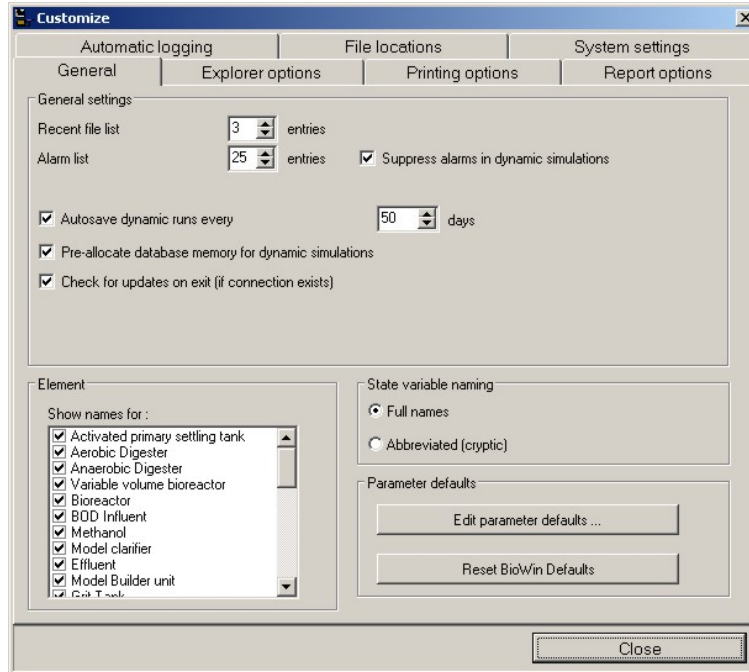 Customize
Automatic logging File locations System settings
General Explorer options Printing options Report options
General settings
Recent file list 3 entries
Alarm list 25 entries Suppress alarms in dynamic simulations
Autosave dynamic runs every 50 days
Pre-allocate database memory for dynamic simulations
Check for updates on exit (if connection exists)
Element
Show names for :
Activated primary settling tank
Aerobic Digester
Anaerobic Digester
Variable volume bioreactor
Bioreactor
BOD Influent
Methanol
Model clarifier
Effluent
Model Builder unit
Grit Tank
State variable naming
Full names
Abbreviated (cryptic)
Parameter defaults
Edit parameter defaults ...
Reset BioWin Defaults
Close